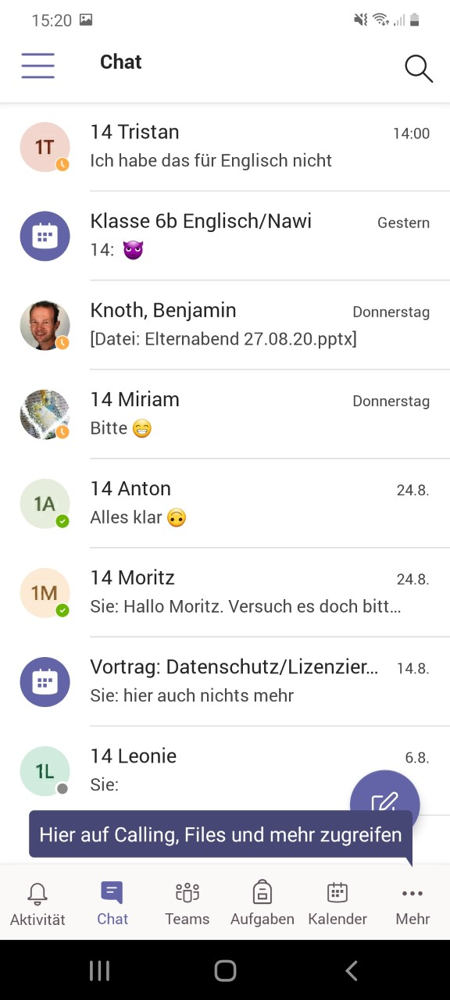 15:20
Chat
1T
14 Tristan
14:00
Ich habe das für Englisch nicht
Klasse 6b Englisch/Nawi
Gestern
14: 😈
Knoth, Benjamin
Donnerstag
[Datei: Elternabend 27.08.20.pptx]
14 Miriam
Donnerstag
Bitte 😁
1A
14 Anton
24.8.
Alles klar 🙃
1M
14 Moritz
24.8.
Sie: Hallo Moritz. Versuch es doch bitt...
Vortrag: Datenschutz/Lizenzier...
14.8.
Sie: hier auch nichts mehr
1L
14 Leonie
6.8.
Sie:
Hier auf Calling, Files und mehr zugreifen
Aktivität
Chat
Teams
Aufgaben
Kalender
Mehr